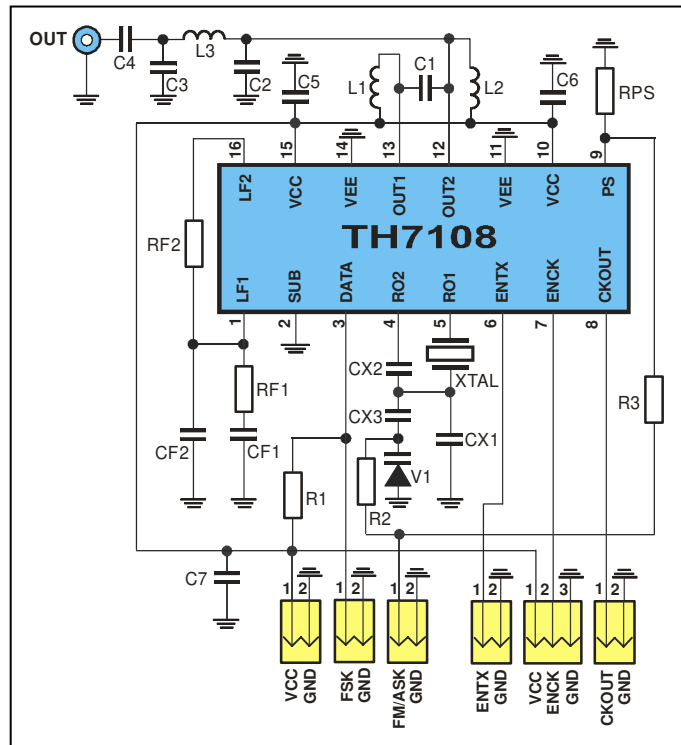 OUT
C4
L3
C3
C2
C5
L1
C1
L2
C6
RPS
16
15
14
13
12
11
10
9
LF2
VCC
VEE
OUT1
OUT2
VEE
VCC
PS
TH7108
RF2
LF1
SUB
DATA
RO2
RO1
ENTX
ENCK
CKOUT
1
2
3
4
5
6
7
8
CX2
XTAL
RF1
CX3
R3
CF2
CF1
CX1
V1
R1
R2
C7
1 2
1 2
1 2
1 2
1 2 3
1 2
VCC
GND
FSK
GND
FM/ASK
GND
ENTX
GND
VCC
ENCK
GND
CKOUT
GND